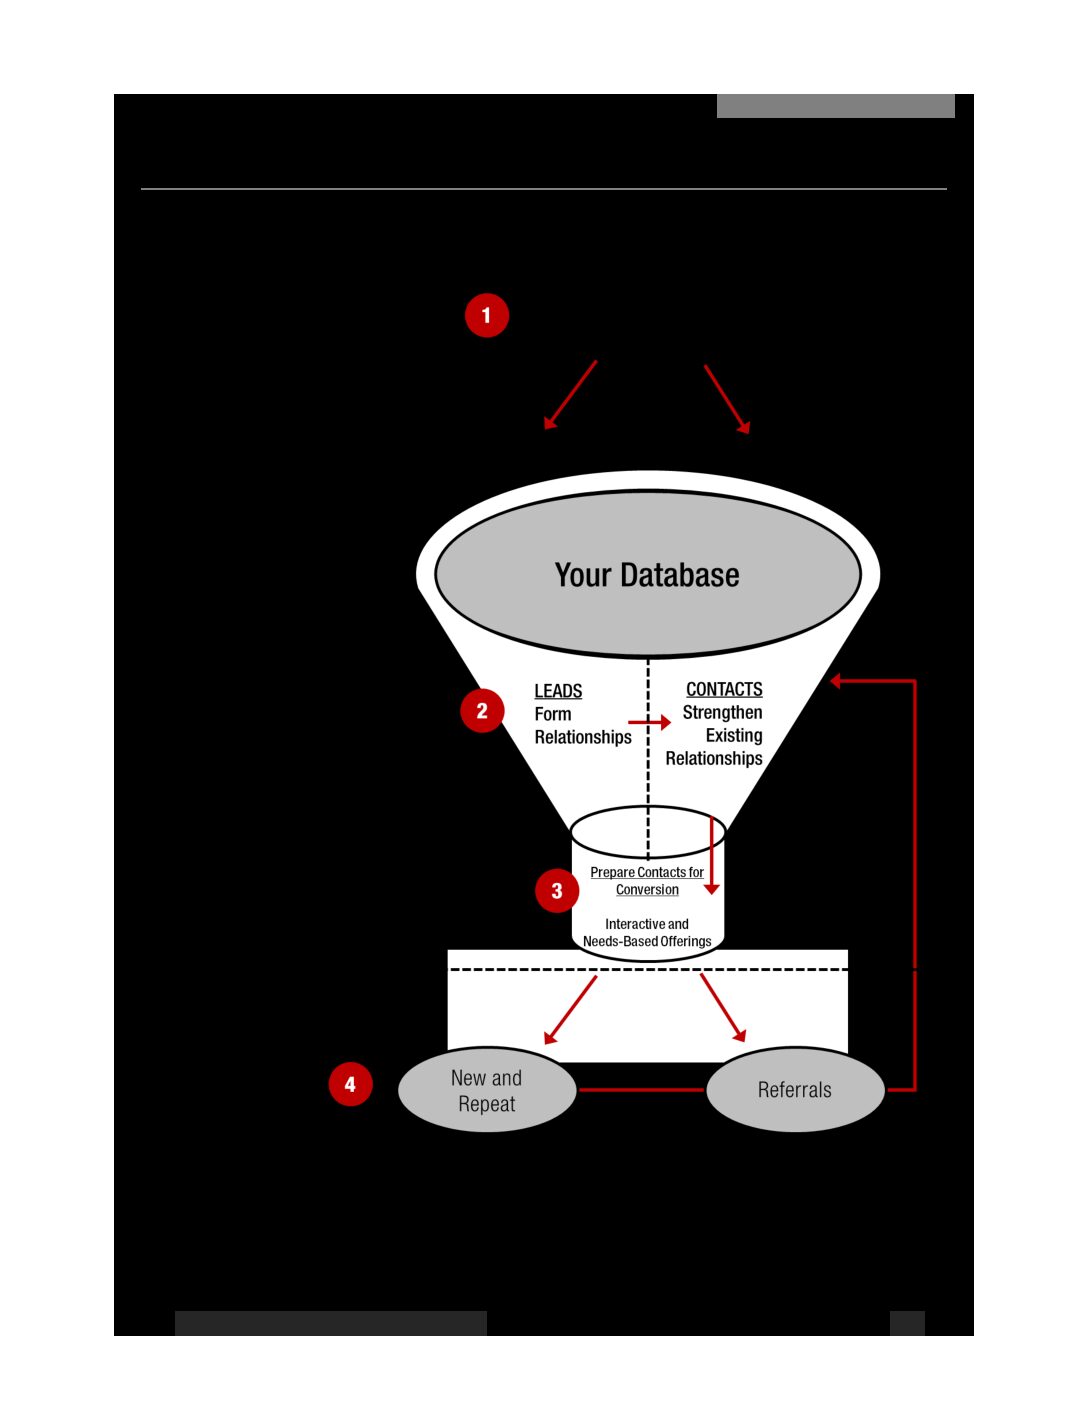 1
Your Database
2
LEADS
Form
Relationships
CONTACTS
Strengthen
Existing
Relationships
3
Prepare Contacts for
Conversion
Interactive and
Needs-Based Offerings
4
New and
Repeat
Referrals